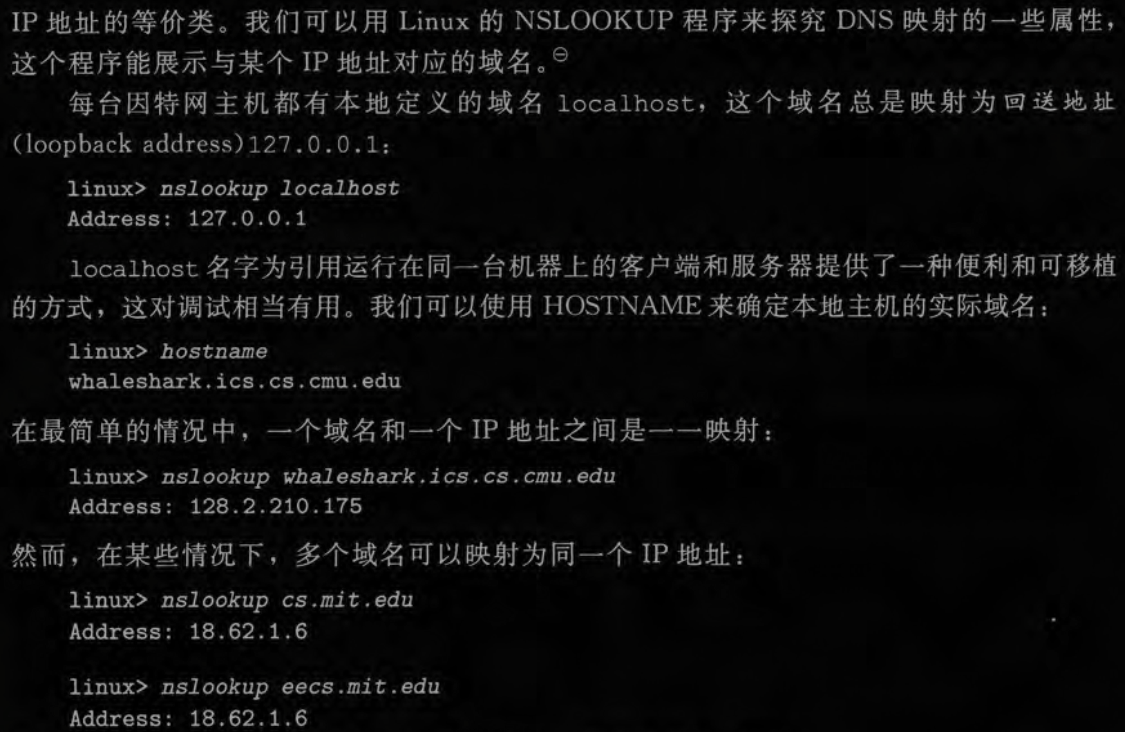 IP 地址的等价类。我们可以用 Linux 的 NSLOOKUP 程序来探究 DNS 映射的一些属性，
这个程序能展示与某个 IP 地址对应的域名。㊀
每台因特网主机都有本地定义的域名 localhost，这个域名总是映射为回送地址
(loopback address)127.0.0.1：
linux> nslookup localhost
Address: 127.0.0.1
localhost 名字为引用运行在同一台机器上的客户端和服务器提供了一种便利和可移植
的方式，这对调试相当有用。我们可以使用 HOSTNAME 来确定本地主机的实际域名：
linux> hostname
whaleshark.ics.cs.cmu.edu
在最简单的情况中，一个域名和一个 IP 地址之间是一一映射：
linux> nslookup whaleshark.ics.cs.cmu.edu
Address: 128.2.210.175
然而，在某些情况下，多个域名可以映射为同一个 IP 地址：
linux> nslookup cs.mit.edu
Address: 18.62.1.6
linux> nslookup eecs.mit.edu
Address: 18.62.1.6